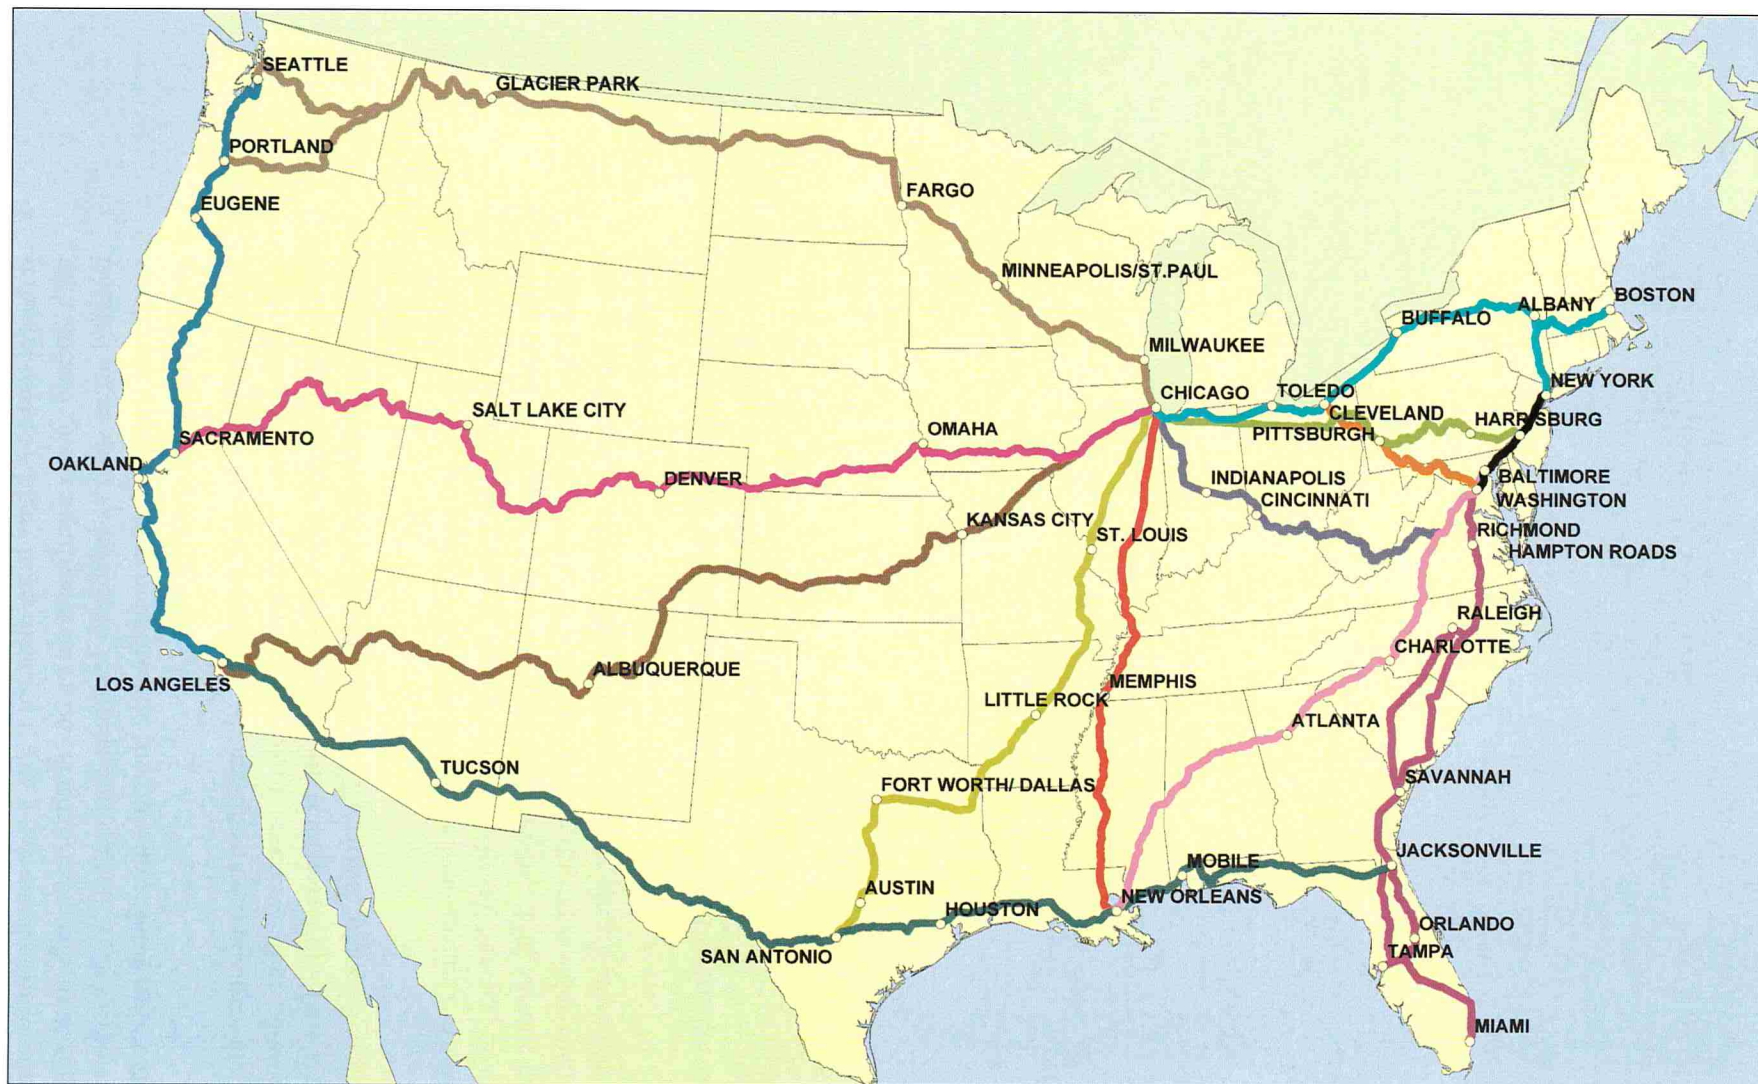 SEATTLE
GLACIER PARK
PORTLAND
FARGO
EUGENE
MINNEAPOLIS/ST.PAUL
BOSTON
ALBANY
BUFFALO
MILWAUKEE
NEW YORK
CHICAGO
TOLEDO
CLEVELAND
HARRISBURG
SALT LAKE CITY
PITTSBURGH
OMAHA
SACRAMENTO
OAKLAND
DENVER
INDIANAPOLIS
BALTIMORE
CINCINNATI
WASHINGTON
KANSAS CITY
ST. LOUIS
RICHMOND
HAMPTON ROADS
RALEIGH
CHARLOTTE
ALBUQUERQUE
LOS ANGELES
MEMPHIS
LITTLE ROCK
ATLANTA
TUCSON
FORT WORTH/ DALLAS
SAVANNAH
JACKSONVILLE
MOBILE
AUSTIN
NEW ORLEANS
HOUSTON
ORLANDO
TAMPA
SAN ANTONIO
MIAMI